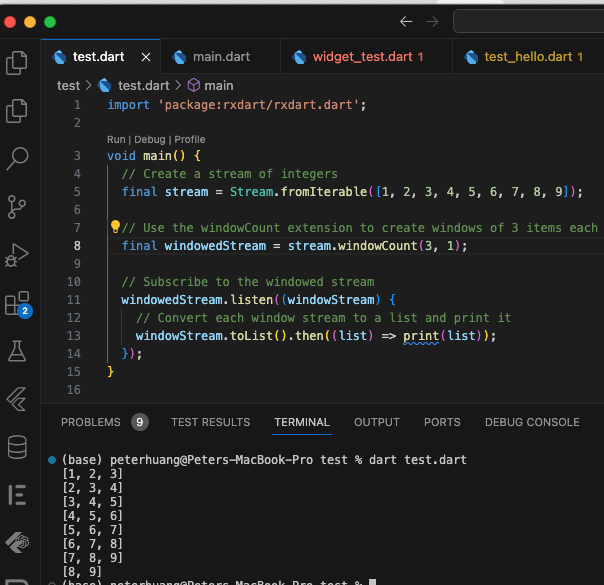 test.dart
main.dart
widget_test.dart 1
test_hello.dart 1
test > test.dart > main
1 import 'package:rxdart/rxdart.dart';
2
Run | Debug | Profile
3 void main() {
4 // Create a stream of integers
5 final stream = Stream.fromIterable([1, 2, 3, 4, 5, 6, 7, 8, 9]);
6
7 // Use the windowCount extension to create windows of 3 items each
8 final windowedStream = stream.windowCount(3, 1);
9
10 // Subscribe to the windowed stream
11 windowedStream.listen((windowStream) {
12 // Convert each window stream to a list and print it
13 windowStream.toList().then((list) => print(list));
14 });
15 }
16
2
PROBLEMS 9 TEST RESULTS TERMINAL OUTPUT PORTS DEBUG CONSOLE
(base) peterhuang@Peters-MacBook-Pro test % dart test.dart
[1, 2, 3]
[2, 3, 4]
[3, 4, 5]
[4, 5, 6]
[5, 6, 7]
[6, 7, 8]
[7, 8, 9]
[8, 9]
(base) peterhuang@Peters-MacBook-Pro test %